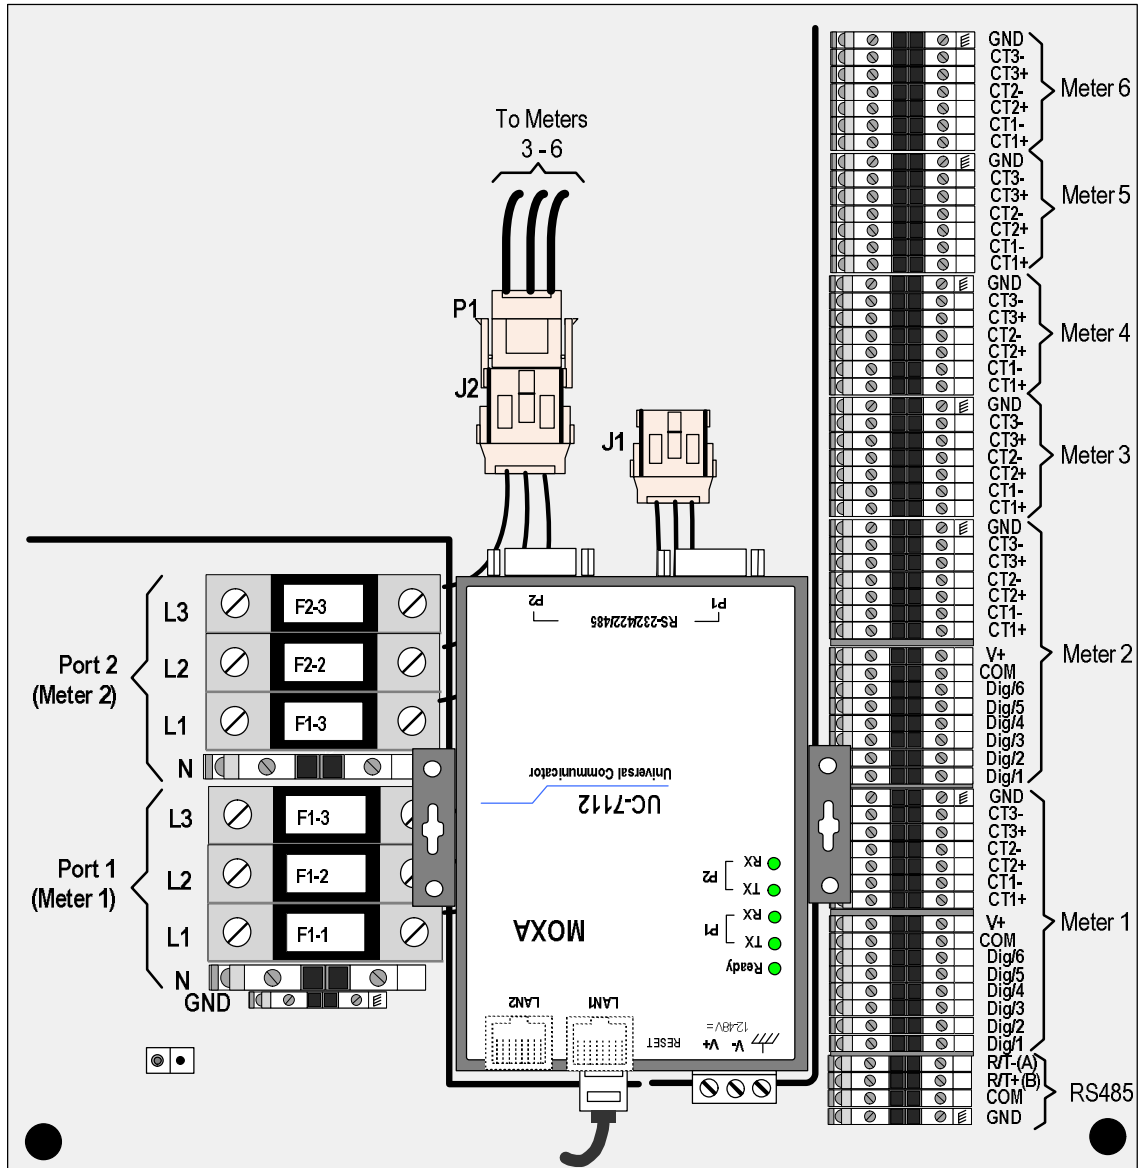 To Meters
3 - 6
P1
J2
J1
Port 2
(Meter 2)
L3
F2-3
L2
F2-2
L1
F1-3
N
Port 1
(Meter 1)
L3
F1-3
L2
F1-2
L1
F1-1
N
GND
P2
P1
RS-232/422/485
Universal Communicator
UC-7112
MOXA
P2
RX
TX
P1
RX
TX
Ready
LAN2
LAN1
RESET
12-48V =
V+
V-
GND
CT3-
CT3+
CT2-
CT2+
CT1-
CT1+
Meter 6
GND
CT3-
CT3+
CT2-
CT2+
CT1-
CT1+
Meter 5
GND
CT3-
CT3+
CT2-
CT2+
CT1-
CT1+
Meter 4
GND
CT3-
CT3+
CT2-
CT2+
CT1-
CT1+
Meter 3
GND
CT3-
CT3+
CT2-
CT2+
CT1-
CT1+
V+
COM
Dig/6
Dig/5
Dig/4
Dig/3
Dig/2
Dig/1
Meter 2
GND
CT3-
CT3+
CT2-
CT2+
CT1-
CT1+
V+
COM
Dig/6
Dig/5
Dig/4
Dig/3
Dig/2
Dig/1
Meter 1
R/T-(A)
R/T+(B)
COM
GND
RS485